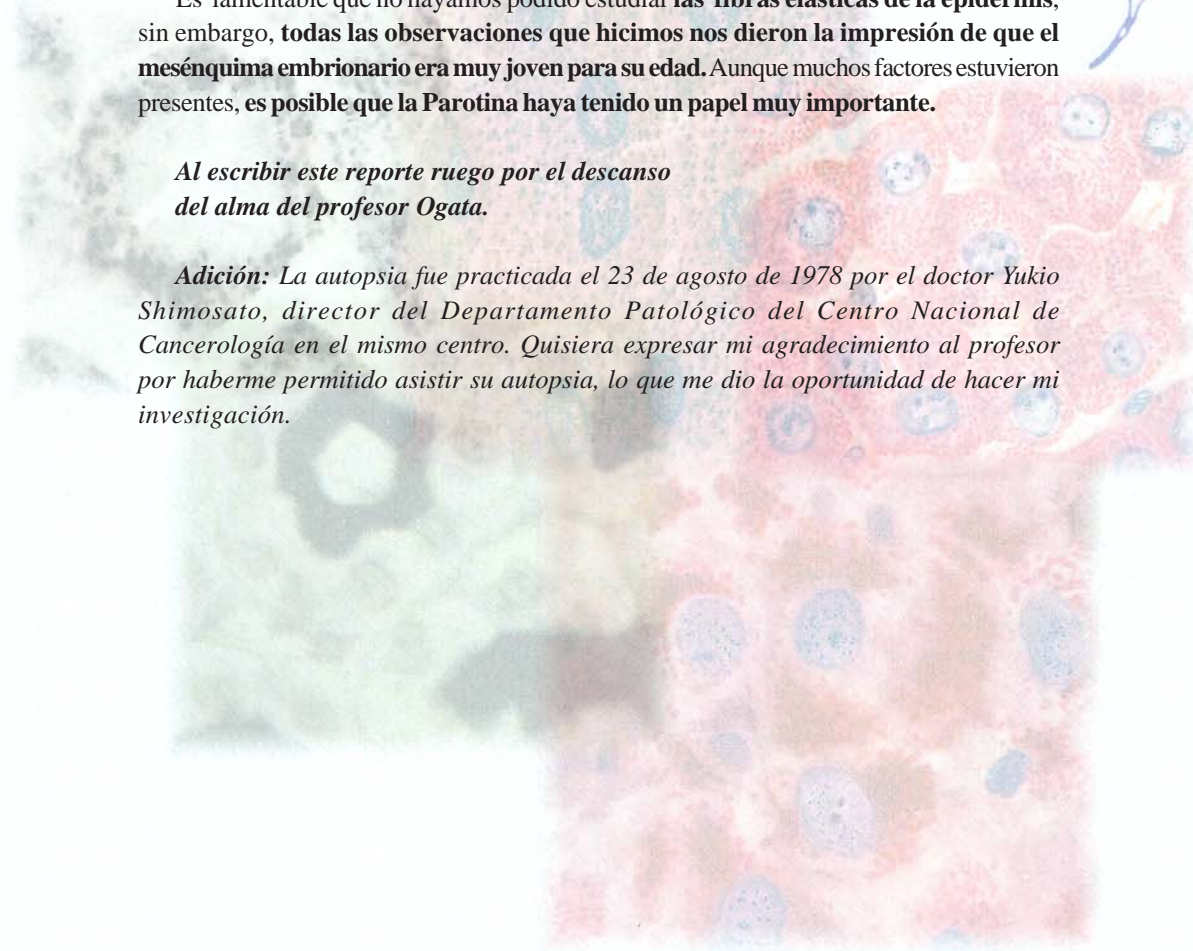 Es lamentable que no hayamos podido estudiar las fibras elásticas de la epidermis,
sin embargo, todas las observaciones que hicimos nos dieron la impresión de que el
mesénquima embrionario era muy joven para su edad. Aunque muchos factores estuvieron
presentes, es posible que la Parotina haya tenido un papel muy importante.
Al escribir este reporte ruego por el descanso
del alma del profesor Ogata.
Adición: La autopsia fue practicada el 23 de agosto de 1978 por el doctor Yukio
Shimosato, director del Departamento Patológico del Centro Nacional de
Cancerología en el mismo centro. Quisiera expresar mi agradecimiento al profesor
por haberme permitido asistir su autopsia, lo que me dio la oportunidad de hacer mi
investigación.